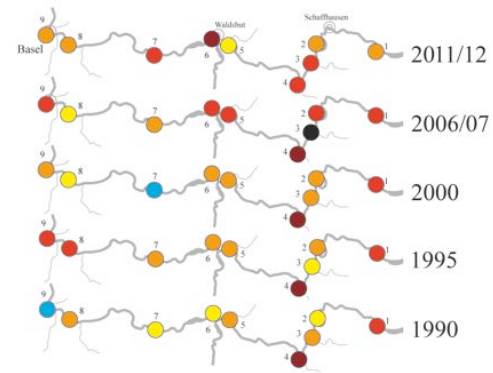 Waldshut Schaffhausen
Basel 9 8 7 6 5 4 3 2 1 2011/12
9 8 7 6 5 4 3 2 1 2006/07
9 8 7 6 5 4 3 2 1 2000
9 8 7 6 5 4 3 2 1 1995
9 8 7 6 5 4 3 2 1 1990